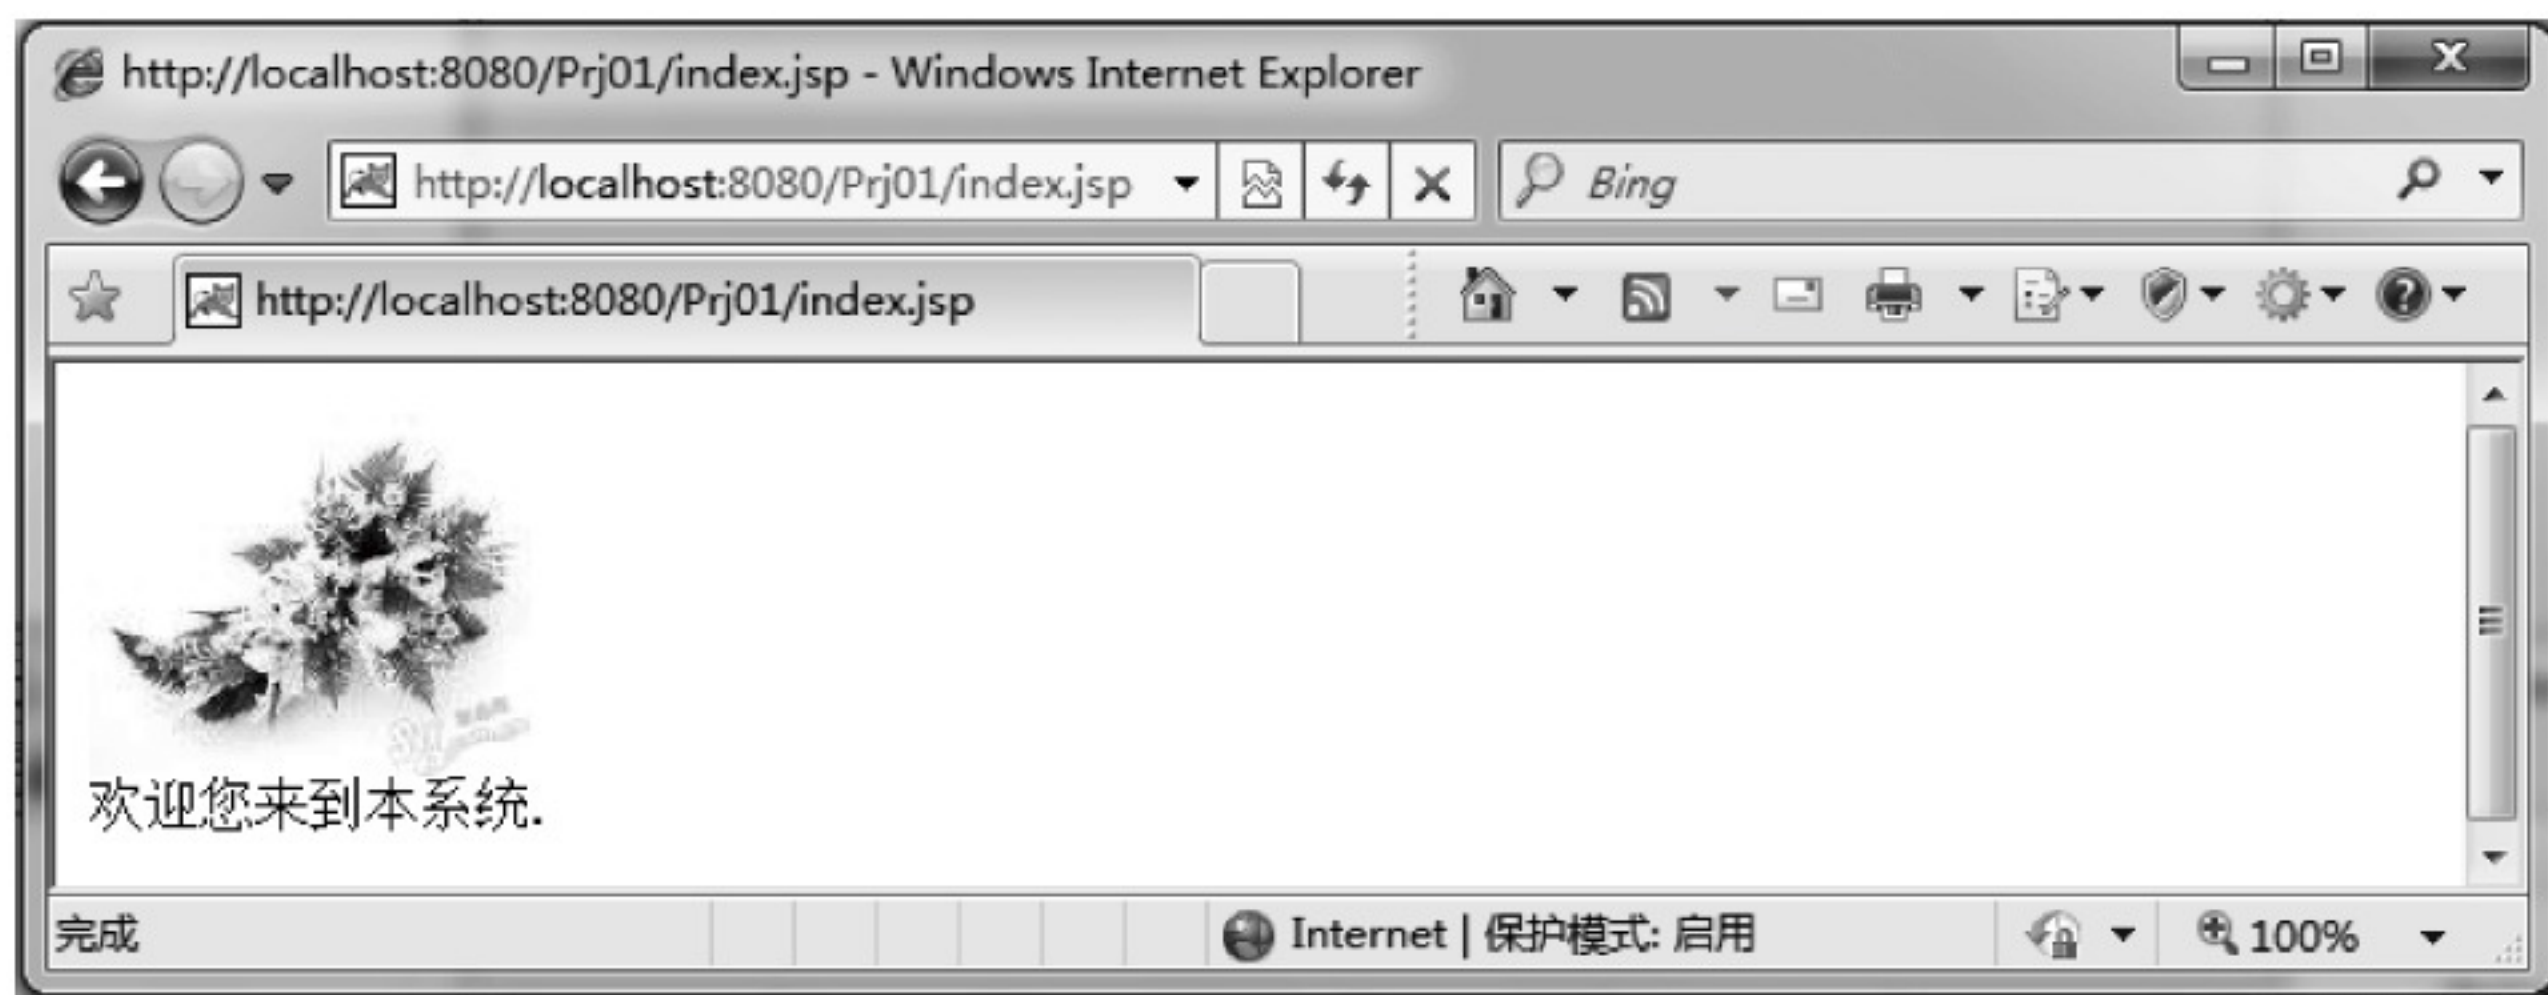 http://localhost:8080/Prj01/index.jsp - Windows Internet Explorer
http://localhost:8080/Prj01/index.jsp Bing
http://localhost:8080/Prj01/index.jsp
欢迎您来到本系统.
完成 Internet | 保护模式: 启用 100%